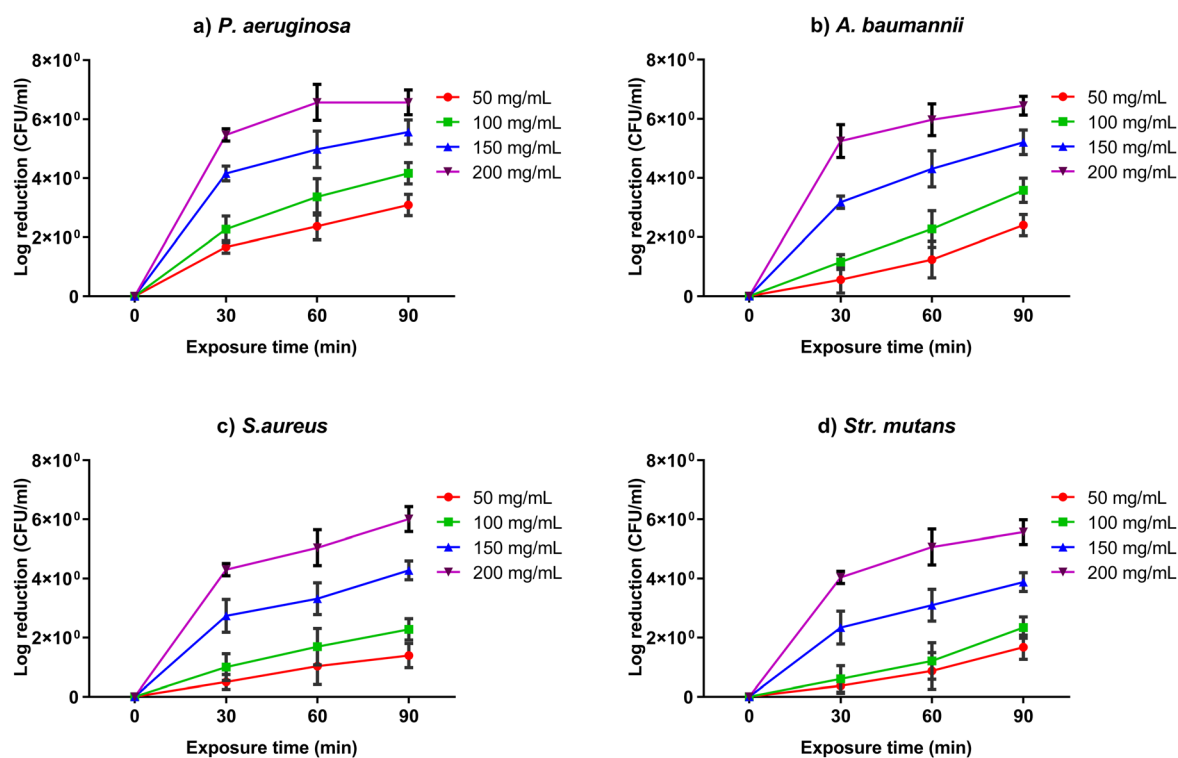 a) P. aeruginosa
Log reduction (CFU/ml)
8×10⁰
6×10⁰
4×10⁰
2×10⁰
0
0 30 60 90
Exposure time (min)
50 mg/mL
100 mg/mL
150 mg/mL
200 mg/mL
b) A. baumannii
Log reduction (CFU/ml)
8×10⁰
6×10⁰
4×10⁰
2×10⁰
0
0 30 60 90
Exposure time (min)
50 mg/mL
100 mg/mL
150 mg/mL
200 mg/mL
c) S.aureus
Log reduction (CFU/ml)
8×10⁰
6×10⁰
4×10⁰
2×10⁰
0
0 30 60 90
Exposure time (min)
50 mg/mL
100 mg/mL
150 mg/mL
200 mg/mL
d) Str. mutans
Log reduction (CFU/ml)
8×10⁰
6×10⁰
4×10⁰
2×10⁰
0
0 30 60 90
Exposure time (min)
50 mg/mL
100 mg/mL
150 mg/mL
200 mg/mL